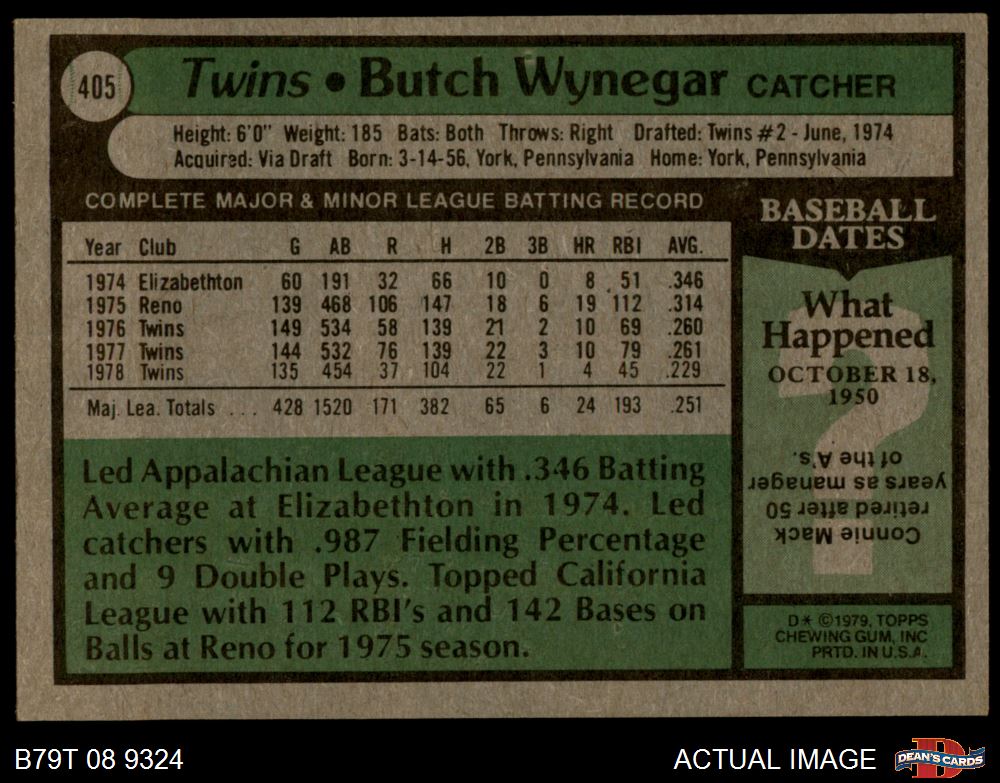 405
Twins • Butch Wynegar CATCHER
Height: 6'0" Weight: 185 Bats: Both Throws: Right Drafted: Twins #2 - June, 1974
Acquired: Via Draft Born: 3-14-56, York, Pennsylvania Home: York, Pennsylvania
COMPLETE MAJOR & MINOR LEAGUE BATTING RECORD
Year Club G AB R H 2B 3B HR RBI AVG.
1974 Elizabethton 60 191 32 66 10 0 8 51 .346
1975 Reno 139 468 106 147 18 6 19 112 .314
1976 Twins 149 534 58 139 21 2 10 69 .260
1977 Twins 144 532 76 139 22 3 10 79 .261
1978 Twins 135 454 37 104 22 1 4 45 .229
Maj. Lea. Totals ... 428 1520 171 382 65 6 24 193 .251
Led Appalachian League with .346 Batting
Average at Elizabethton in 1974. Led
catchers with .987 Fielding Percentage
and 9 Double Plays. Topped California
League with 112 RBI's and 142 Bases on
Balls at Reno for 1975 season.
BASEBALL
DATES
What
Happened
OCTOBER 18,
1950
Connie Mack
retired after 50
years as manager
of the A's.
D* ©1979, TOPPS
CHEWING GUM, INC
PRTD. IN U.S.A.
B79T 08 9324
ACTUAL IMAGE
DEAN'S CARDS